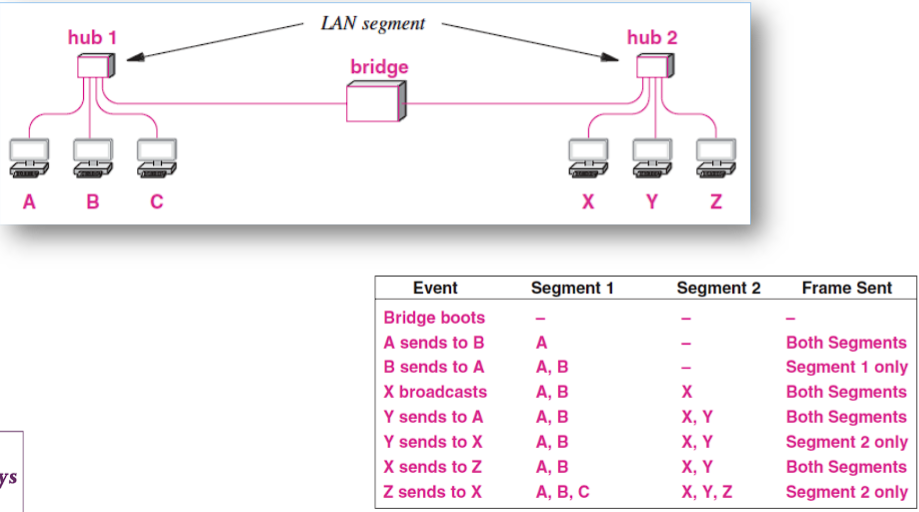 LAN segment
hub 1
hub 2
bridge
A B C X Y Z
Event Segment 1 Segment 2 Frame Sent
Bridge boots – – –
A sends to B A – Both Segments
B sends to A A, B – Segment 1 only
X broadcasts A, B X Both Segments
Y sends to A A, B X, Y Both Segments
Y sends to X A, B X, Y Segment 2 only
X sends to Z A, B X, Y Both Segments
Z sends to X A, B, C X, Y, Z Segment 2 only
ys